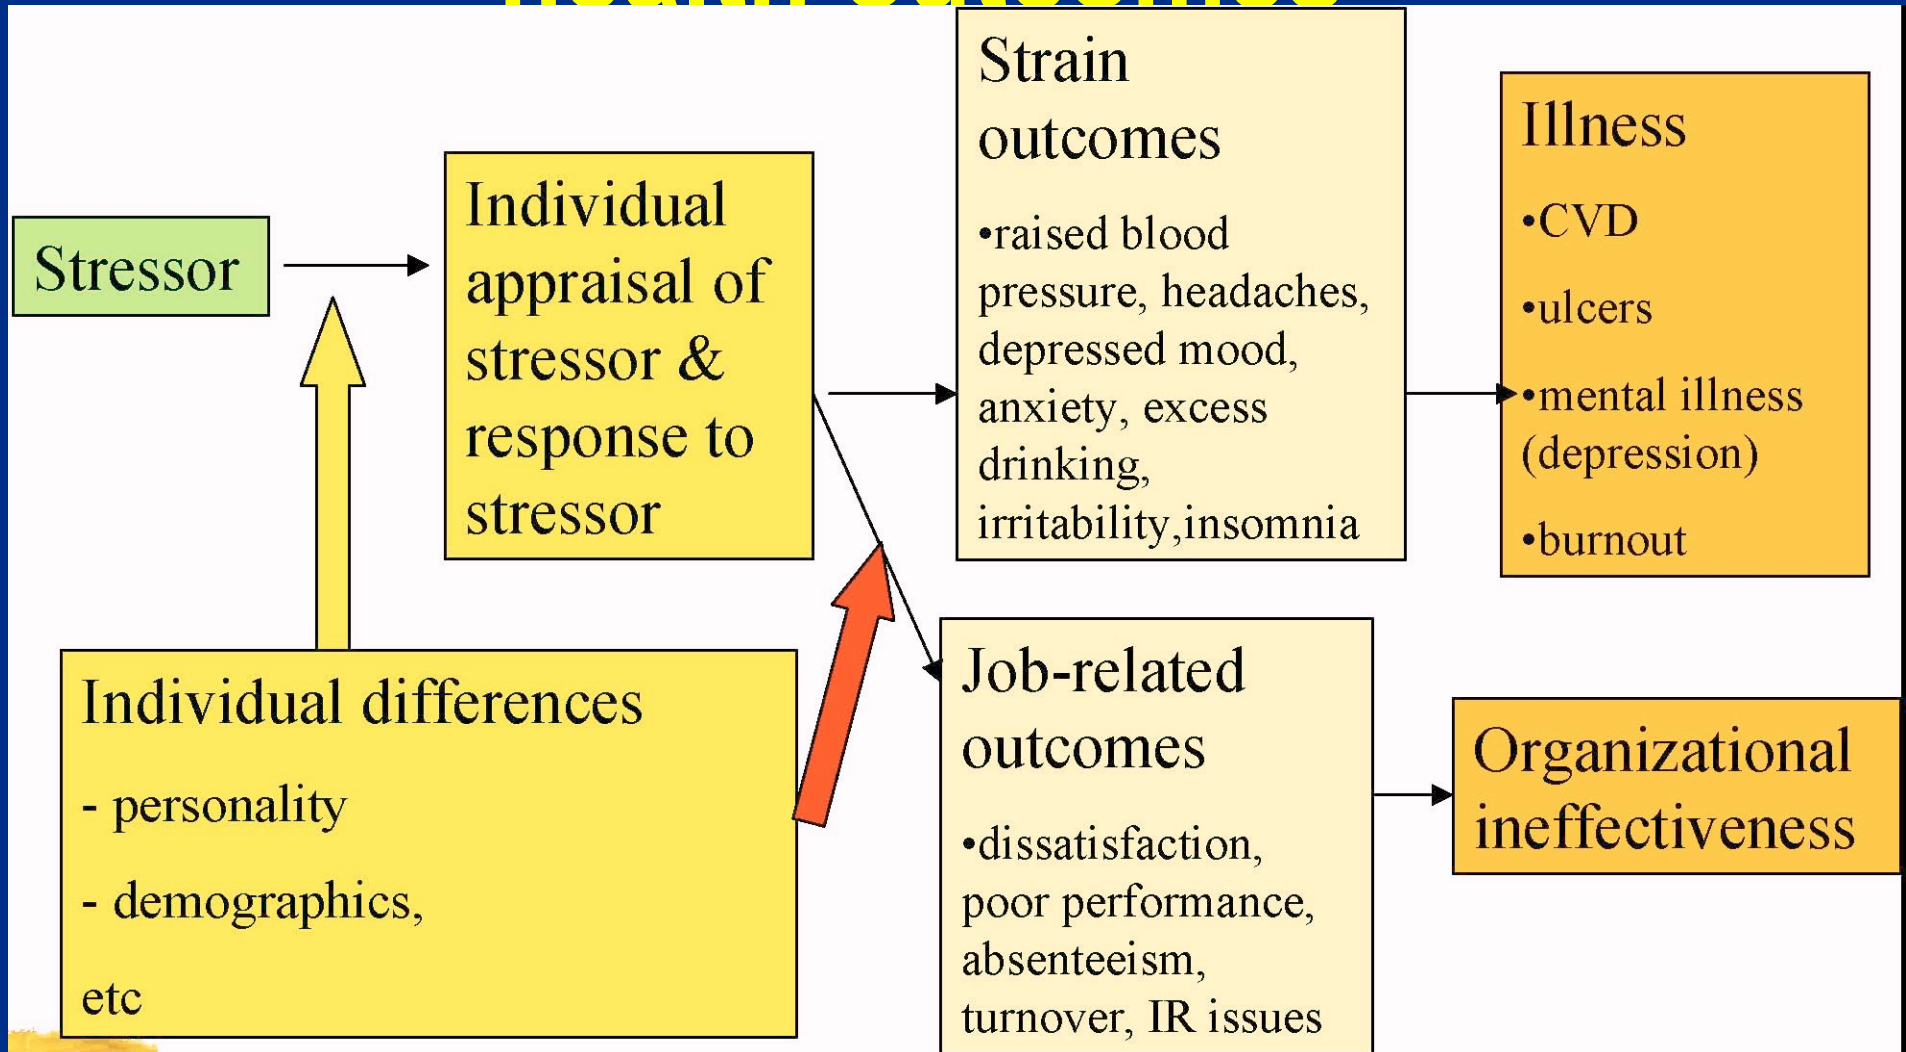 health outcomes
Stressor
Individual
appraisal of
stressor &
response to
stressor
Strain
outcomes
•raised blood
pressure, headaches,
depressed mood,
anxiety, excess
drinking,
irritability,insomnia
Illness
•CVD
•ulcers
•mental illness
(depression)
•burnout
Individual differences
- personality
- demographics,
etc
Job-related
outcomes
•dissatisfaction,
poor performance,
absenteeism,
turnover, IR issues
Organizational
ineffectiveness